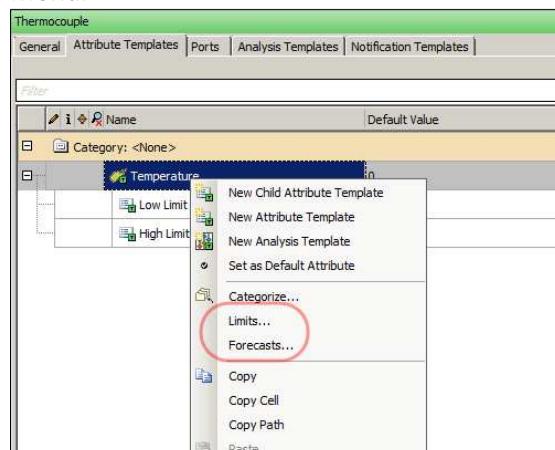 Thermocouple
General Attribute Templates Ports Analysis Templates Notification Templates
Filter
Name Default Value
Category: <None>
Temperature 0
Low Limit
High Limit
New Child Attribute Template
New Attribute Template
New Analysis Template
Set as Default Attribute
Categorize...
Limits...
Forecasts...
Copy
Copy Cell
Copy Path
Paste